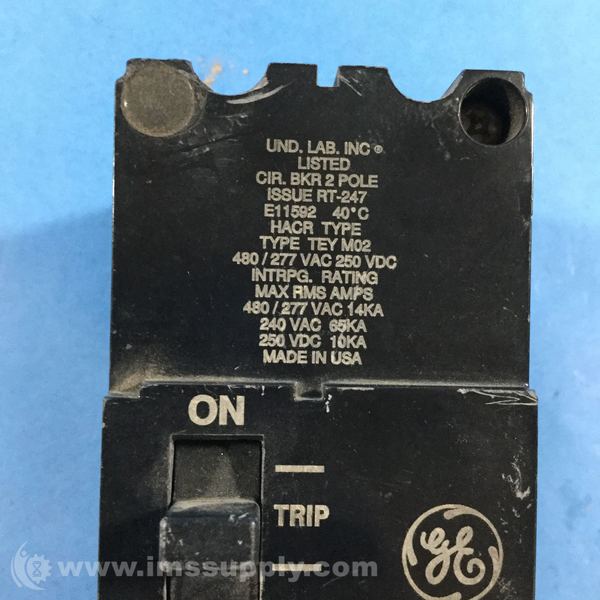 UND. LAB. INC ®
LISTED
CIR. BKR 2 POLE
ISSUE RT-247
E11592 40°C
HACR TYPE
TYPE TEY M02
480/277 VAC 250 VDC
INTRPG. RATING
MAX RMS AMPS
480/277 VAC 14KA
240 VAC 65KA
250 VDC 10KA
MADE IN USA
ON
TRIP
GE
www.imssupply.com